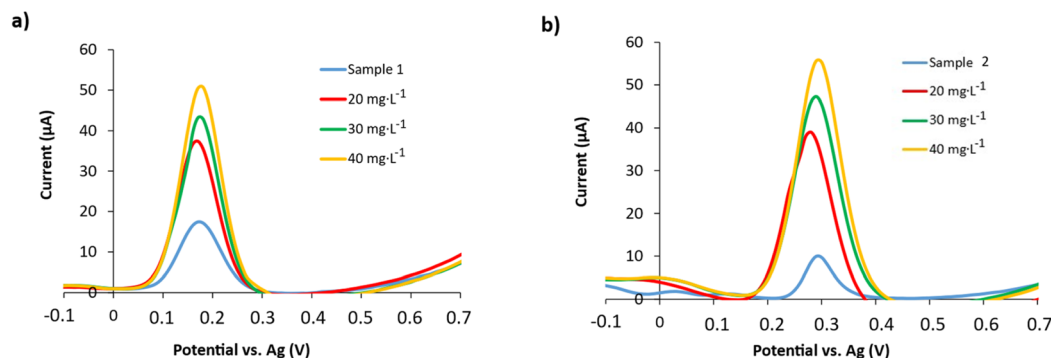 a)
60
50
40
30
20
10
0
Current (μA)
-0.1 0 0.1 0.2 0.3 0.4 0.5 0.6 0.7
Potential vs. Ag (V)
Sample 1
20 mg·L⁻¹
30 mg·L⁻¹
40 mg·L⁻¹
b)
60
50
40
30
20
10
0
Current (μA)
-0.1 0 0.1 0.2 0.3 0.4 0.5 0.6 0.7
Potential vs. Ag (V)
Sample 2
20 mg·L⁻¹
30 mg·L⁻¹
40 mg·L⁻¹